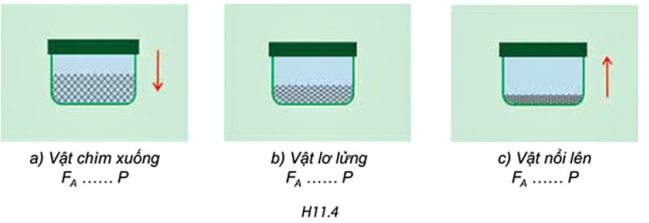 a) Vật chìm xuống
F_A ...... P
b) Vật lơ lửng
F_A ...... P
c) Vật nổi lên
F_A ...... P
H11.4